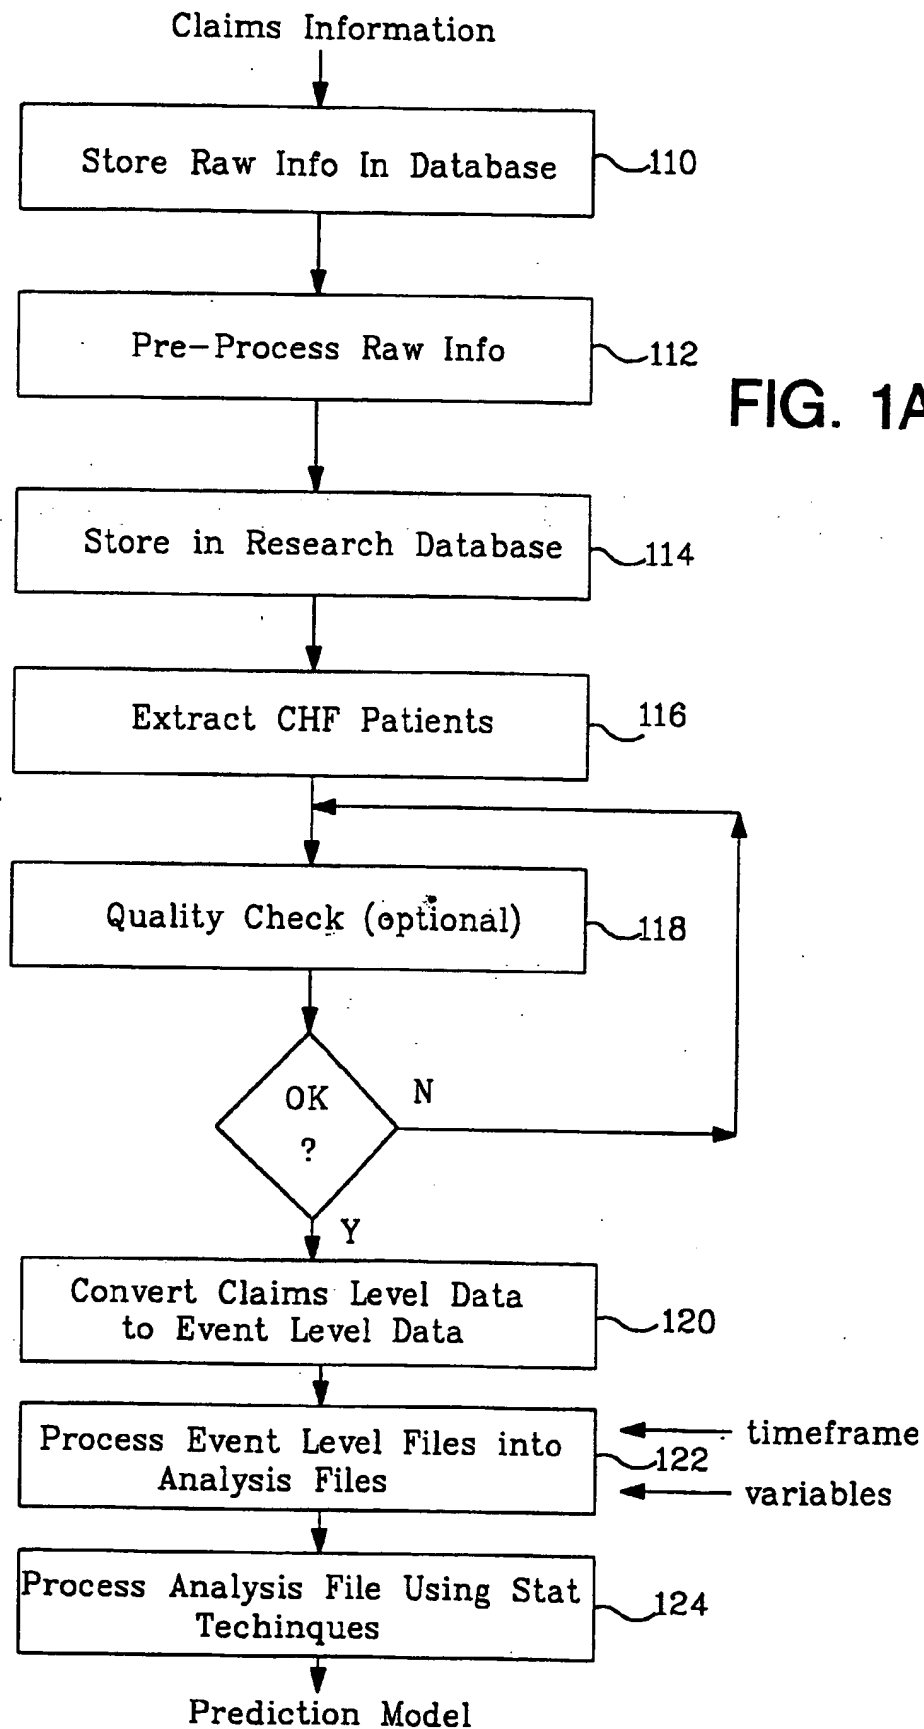 Claims Information
Store Raw Info In Database
110
Pre-Process Raw Info
112
FIG. 1A
Store in Research Database
114
Extract CHF Patients
116
Quality Check (optional)
118
OK
?
N
Y
Convert Claims Level Data
to Event Level Data
120
Process Event Level Files into
Analysis Files
122
timeframe
variables
Process Analysis File Using Stat
Techinques
124
Prediction Model